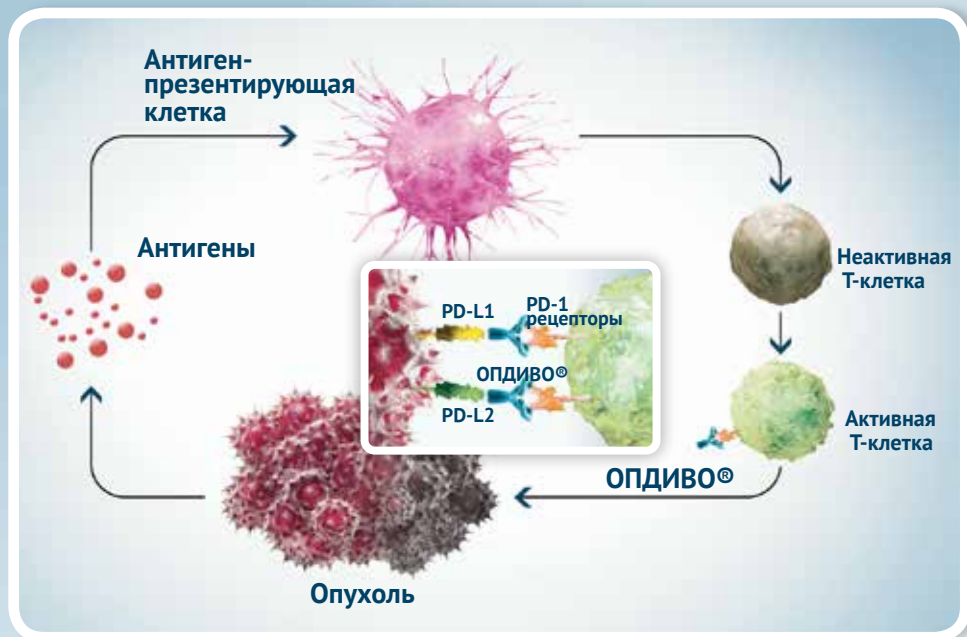 Антиген-
презентирующая
клетка
Антигены
Неактивная
Т-клетка
PD-L1
PD-1
рецепторы
ОПДИВО®
PD-L2
Активная
Т-клетка
ОПДИВО®
Опухоль